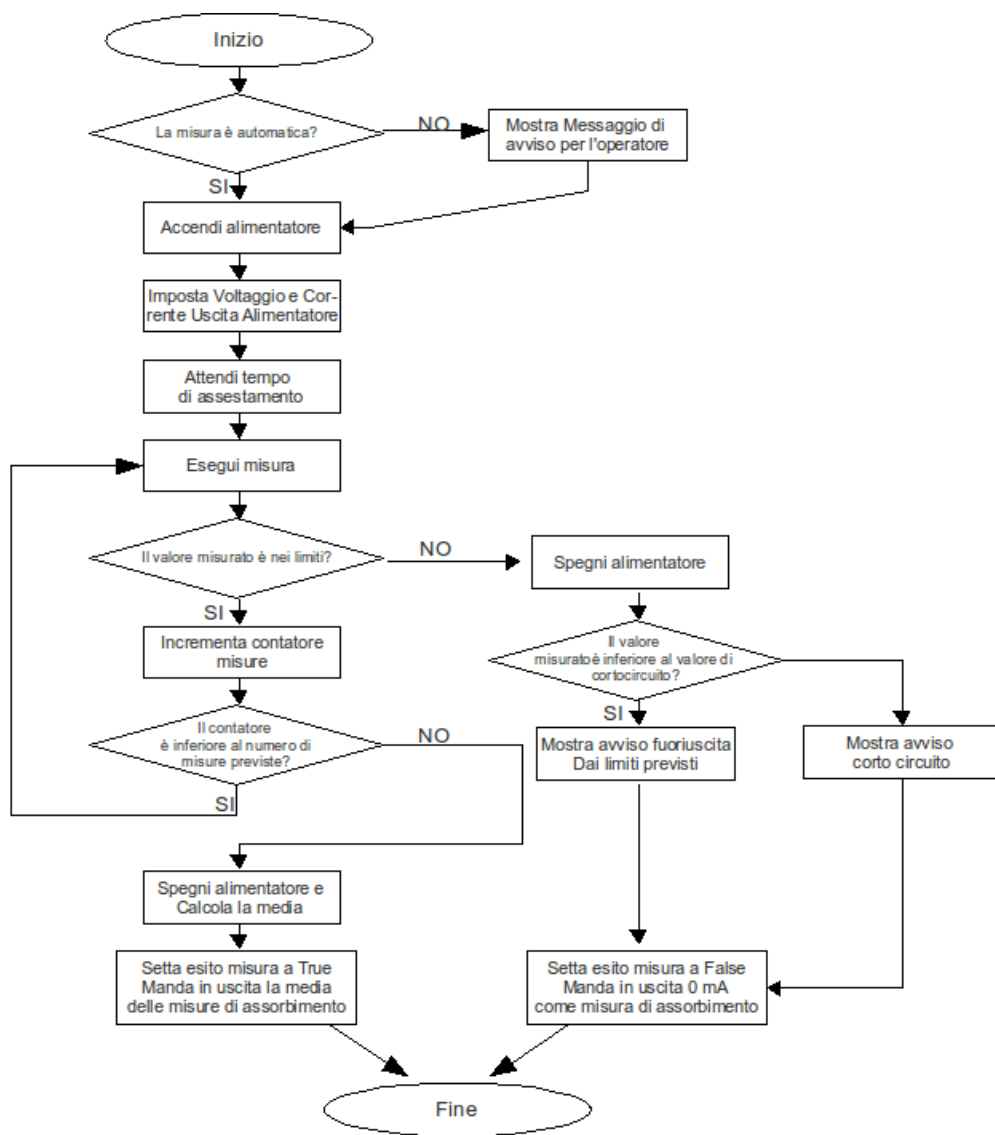 Inizio
La misura è automatica?
NO
Mostra Messaggio di
avviso per l'operatore
SI
Accendi alimentatore
Imposta Voltaggio e Cor-
rente Uscita Alimentatore
Attendi tempo
di assestamento
Esegui misura
Il valore misurato è nei limiti?
NO
Spegni alimentatore
SI
Incrementa contatore
misure
Il valore
misurato è inferiore al valore di
cortocircuito?
SI
Il contatore
è inferiore al numero di
misure previste?
NO
SI
Mostra avviso fuoriuscita
Dai limiti previsti
Mostra avviso
corto circuito
Spegni alimentatore e
Calcola la media
Setta esito misura a True
Manda in uscita la media
delle misure di assorbimento
Setta esito misura a False
Manda in uscita 0 mA
come misura di assorbimento
Fine